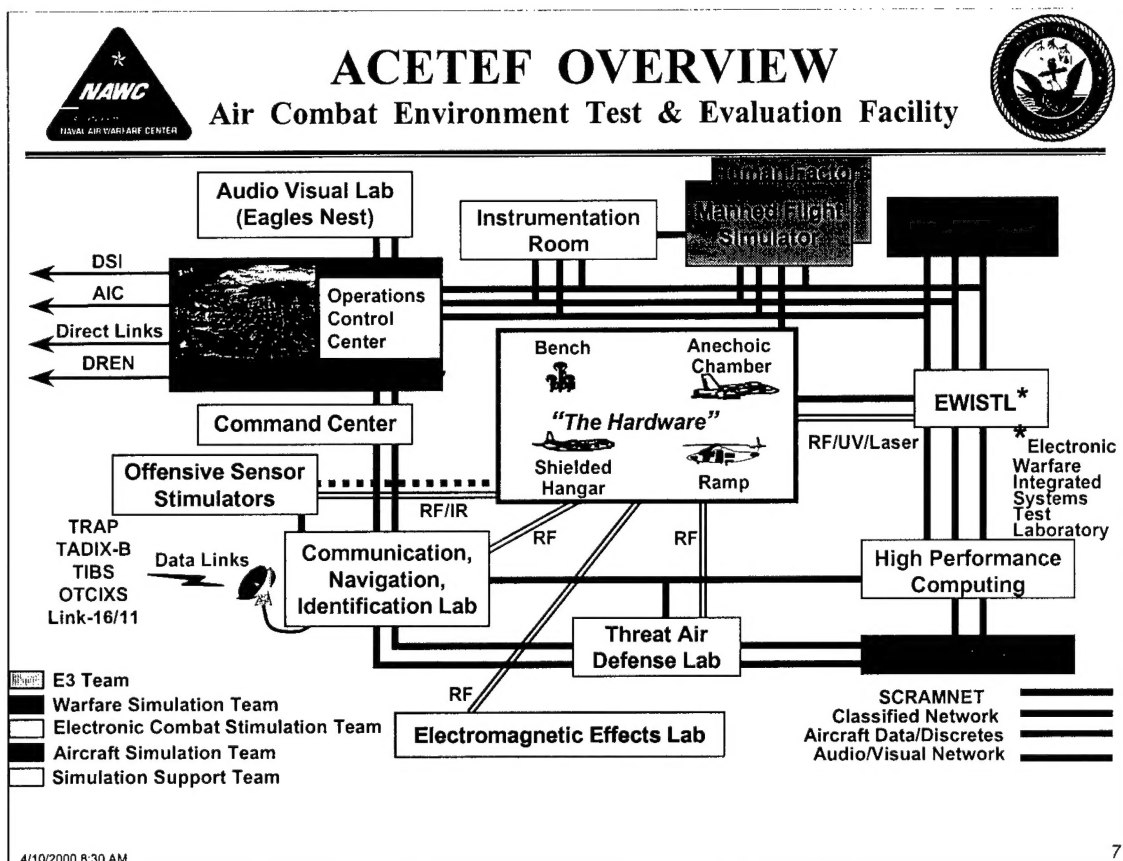 NAWC
NAVAL AIR WARFARE CENTER
ACETEF OVERVIEW
Air Combat Environment Test & Evaluation Facility
Audio Visual Lab
(Eagles Nest)
Instrumentation
Room
Human Factor
Manned Flight
Simulator
DSI
AIC
Direct Links
DREN
Operations
Control
Center
Bench
Anechoic
Chamber
"The Hardware"
Shielded
Hangar
Ramp
EWISTL*
RF/UV/Laser
*Electronic
Warfare
Integrated
Systems
Test
Laboratory
Command Center
Offensive Sensor
Stimulators
RF/IR
RF
RF
TRAP
TADIX-B
TIBS
OTCIXS
Link-16/11
Data Links
Communication,
Navigation,
Identification Lab
High Performance
Computing
Threat Air
Defense Lab
RF
Electromagnetic Effects Lab
E3 Team
Warfare Simulation Team
Electronic Combat Stimulation Team
Aircraft Simulation Team
Simulation Support Team
SCRAMNET
Classified Network
Aircraft Data/Discretes
Audio/Visual Network
4/10/2000 8:30 AM
7